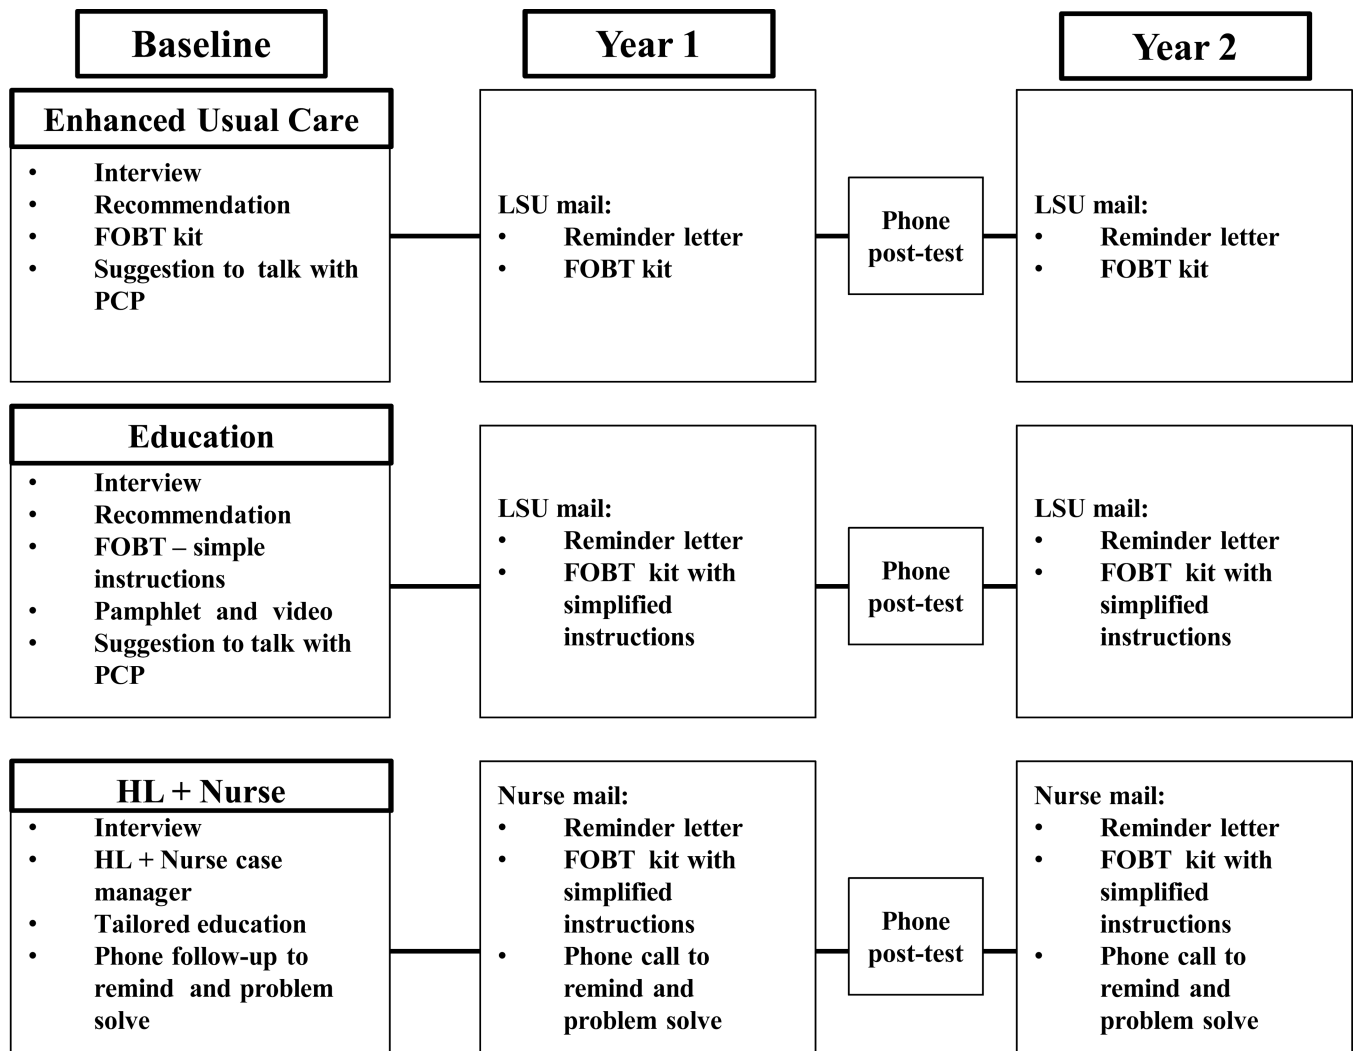 Baseline
Year 1
Year 2
Enhanced Usual Care
• Interview
• Recommendation
• FOBT kit
• Suggestion to talk with
PCP
LSU mail:
• Reminder letter
• FOBT kit
Phone
post-test
LSU mail:
• Reminder letter
• FOBT kit
Education
• Interview
• Recommendation
• FOBT – simple
instructions
• Pamphlet and video
• Suggestion to talk with
PCP
LSU mail:
• Reminder letter
• FOBT kit with
simplified
instructions
Phone
post-test
LSU mail:
• Reminder letter
• FOBT kit with
simplified
instructions
HL + Nurse
• Interview
• HL + Nurse case
manager
• Tailored education
• Phone follow-up to
remind and problem
solve
Nurse mail:
• Reminder letter
• FOBT kit with
simplified
instructions
• Phone call to
remind and
problem solve
Phone
post-test
Nurse mail:
• Reminder letter
• FOBT kit with
simplified
instructions
• Phone call to
remind and
problem solve